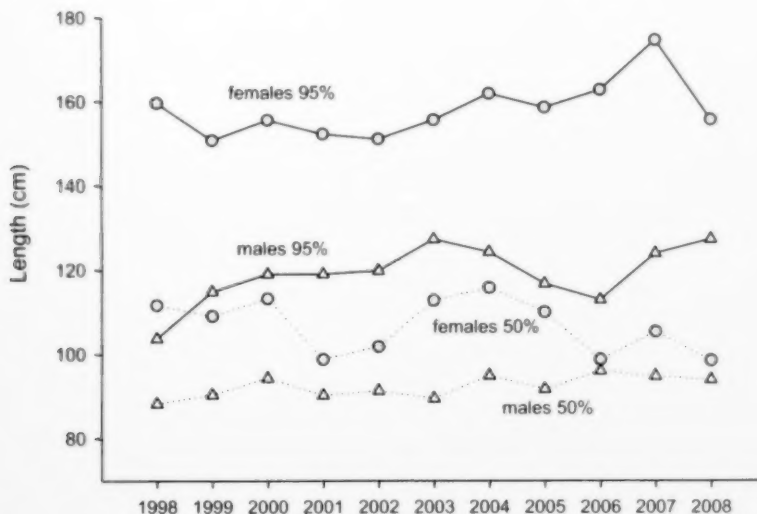 180
160
140
120
100
80
Length (cm)
females 95%
males 95%
females 50%
males 50%
1998 1999 2000 2001 2002 2003 2004 2005 2006 2007 2008